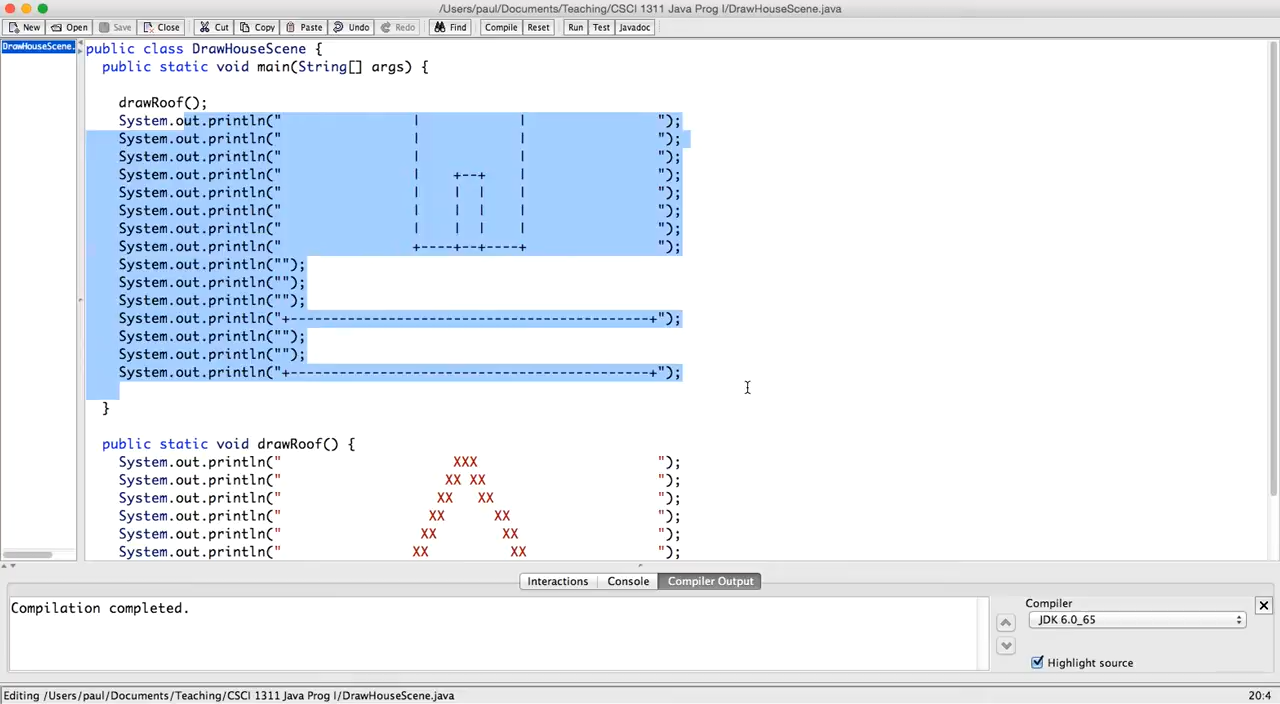 /Users/paul/Documents/Teaching/CSCI 1311 Java Prog I/DrawHouseScene.java
New Open Save Close Cut Copy Paste Undo Redo Find Compile Reset Run Test Javadoc
DrawHouseScene.
public class DrawHouseScene {
  public static void main(String[] args) {
    drawRoof();
    System.out.println("                |            |                ");
    System.out.println("                |            |                ");
    System.out.println("                |            |                ");
    System.out.println("                |    +--+    |                ");
    System.out.println("                |    |  |    |                ");
    System.out.println("                |    |  |    |                ");
    System.out.println("                |    |  |    |                ");
    System.out.println("                +----+--+----+                ");
    System.out.println("");
    System.out.println("");
    System.out.println("");
    System.out.println("+--------------------------------------------+");
    System.out.println("");
    System.out.println("");
    System.out.println("+--------------------------------------------+");
  }
  public static void drawRoof() {
    System.out.println("                     XXX                      ");
    System.out.println("                    XX XX                     ");
    System.out.println("                   XX   XX                    ");
    System.out.println("                  XX      XX                  ");
    System.out.println("                 XX        XX                 ");
    System.out.println("                XX          XX                ");
Interactions Console Compiler Output
Compilation completed.
Compiler
JDK 6.0_65
Highlight source
Editing /Users/paul/Documents/Teaching/CSCI 1311 Java Prog I/DrawHouseScene.java 20:4